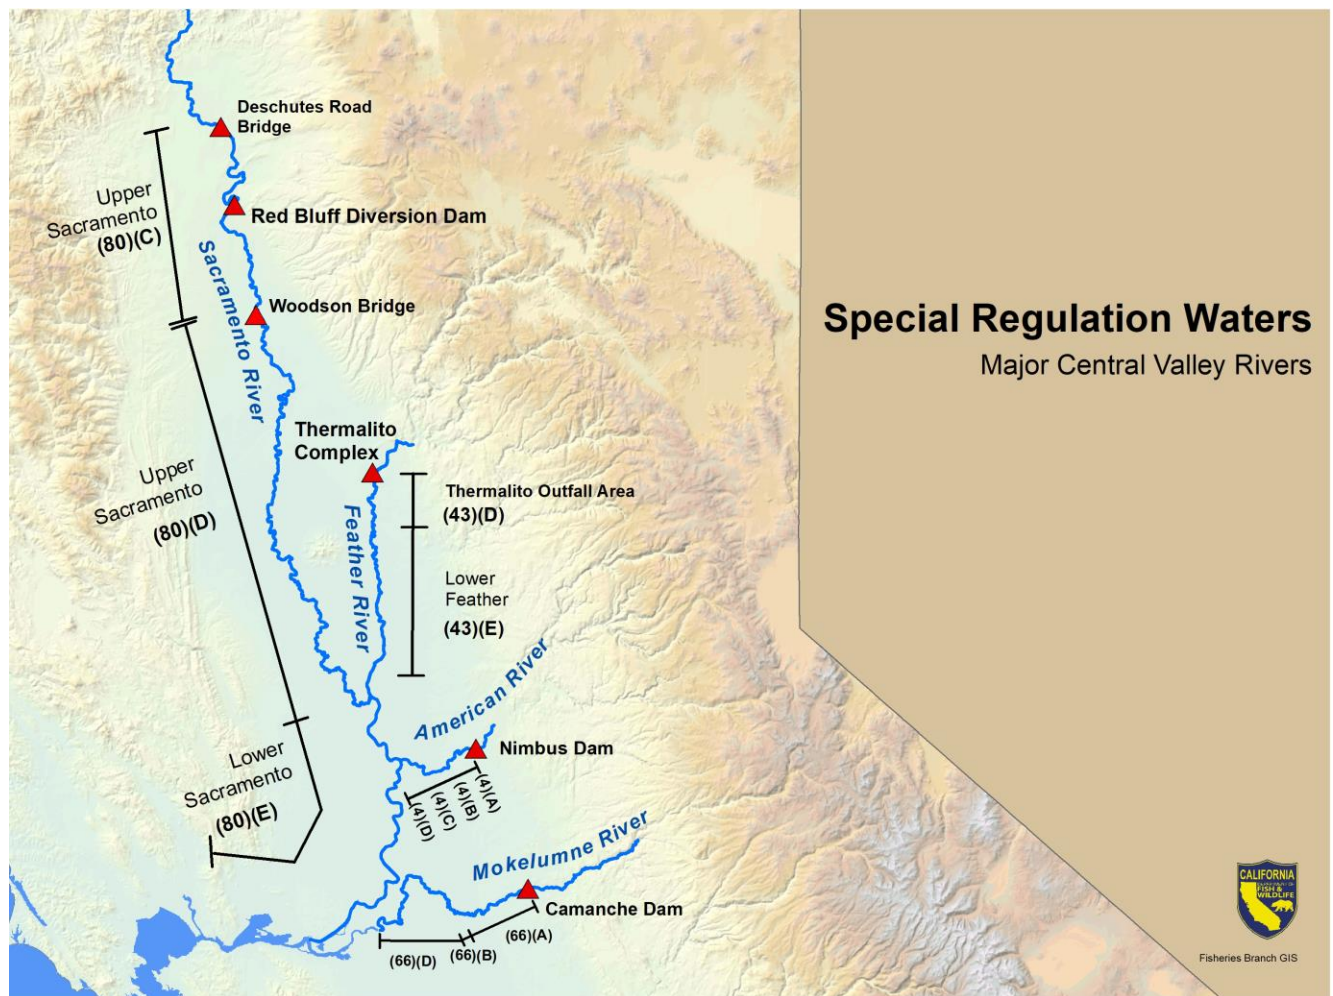 Deschutes Road
Bridge
Upper
Sacramento
(80)(C)
Red Bluff Diversion Dam
Sacramento River
Woodson Bridge
Special Regulation Waters
Major Central Valley Rivers
Thermalito
Complex
Upper
Sacramento
(80)(D)
Thermalito Outfall Area
(43)(D)
Feather River
Lower
Feather
(43)(E)
American River
Nimbus Dam
Lower
Sacramento
(80)(E)
(4)(A)
(4)(B)
(4)(C)
(4)(D)
Mokelumne River
Camanche Dam
(66)(A)
(66)(B)
(66)(D)
CALIFORNIA
FISH &
WILDLIFE
Fisheries Branch GIS